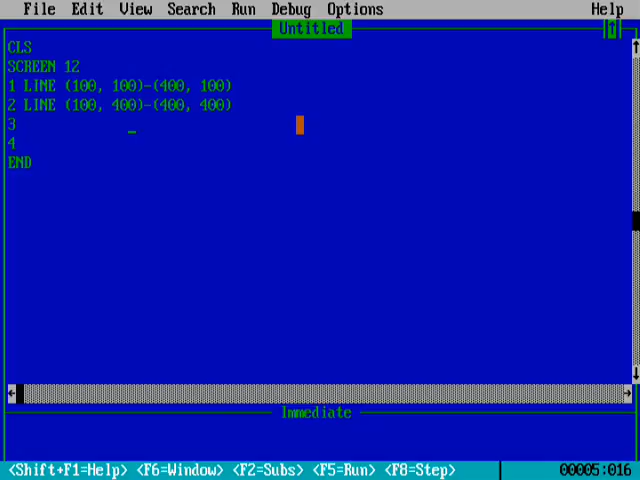 File Edit View Search Run Debug Options Help
Untitled
CLS
SCREEN 12
1 LINE (100, 100)-(400, 100)
2 LINE (100, 400)-(400, 400)
3
4
END
Immediate
<Shift+F1=Help> <F6=Window> <F2=Subs> <F5=Run> <F8=Step> 00005:016